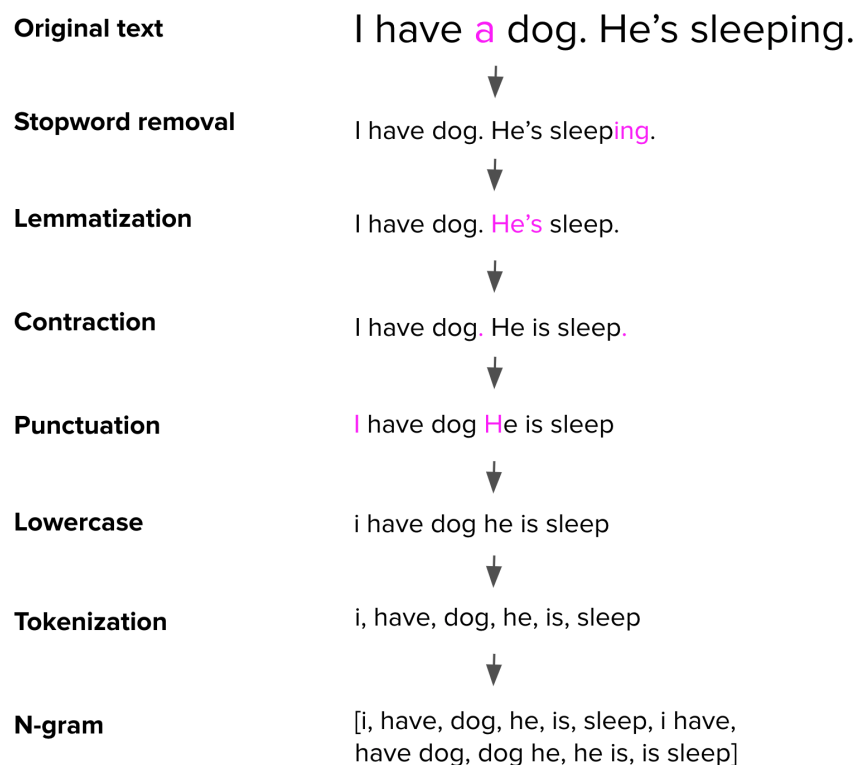 Original text
I have a dog. He’s sleeping.
Stopword removal
I have dog. He’s sleeping.
Lemmatization
I have dog. He’s sleep.
Contraction
I have dog. He is sleep.
Punctuation
I have dog He is sleep
Lowercase
i have dog he is sleep
Tokenization
i, have, dog, he, is, sleep
N-gram
[i, have, dog, he, is, sleep, i have,
have dog, dog he, he is, is sleep]